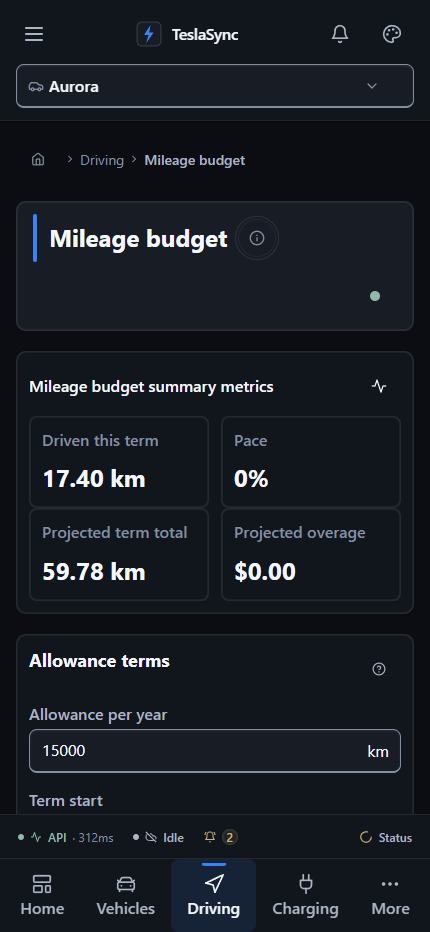 TeslaSync
Aurora
Driving > Mileage budget
Mileage budget
Mileage budget summary metrics
Driven this term
17.40 km
Pace
0%
Projected term total
59.78 km
Projected overage
$0.00
Allowance terms
Allowance per year
15000 km
Term start
API · 312ms Idle 2 Status
Home Vehicles Driving Charging More